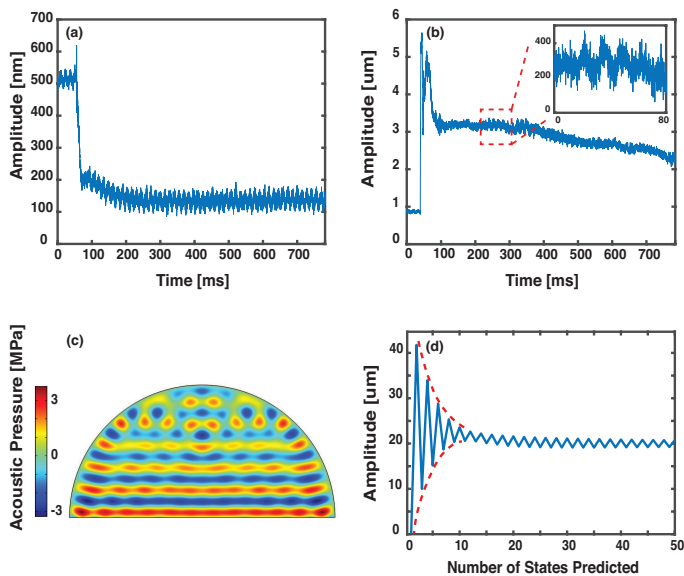 (a)
700
600
500
400
300
200
100
0
Amplitude [nm]
0 100 200 300 400 500 600 700
Time [ms]
(b)
6
5
4
3
2
1
0
Amplitude [um]
0 100 200 300 400 500 600 700
Time [ms]
400
200
0
0 80
(c)
Acoustic Pressure [MPa]
3
0
-3
(d)
40
30
20
10
0
Amplitude [um]
0 10 20 30 40 50
Number of States Predicted